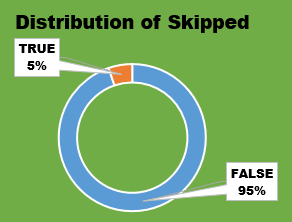 Distribution of Skipped
TRUE
5%
FALSE
95%